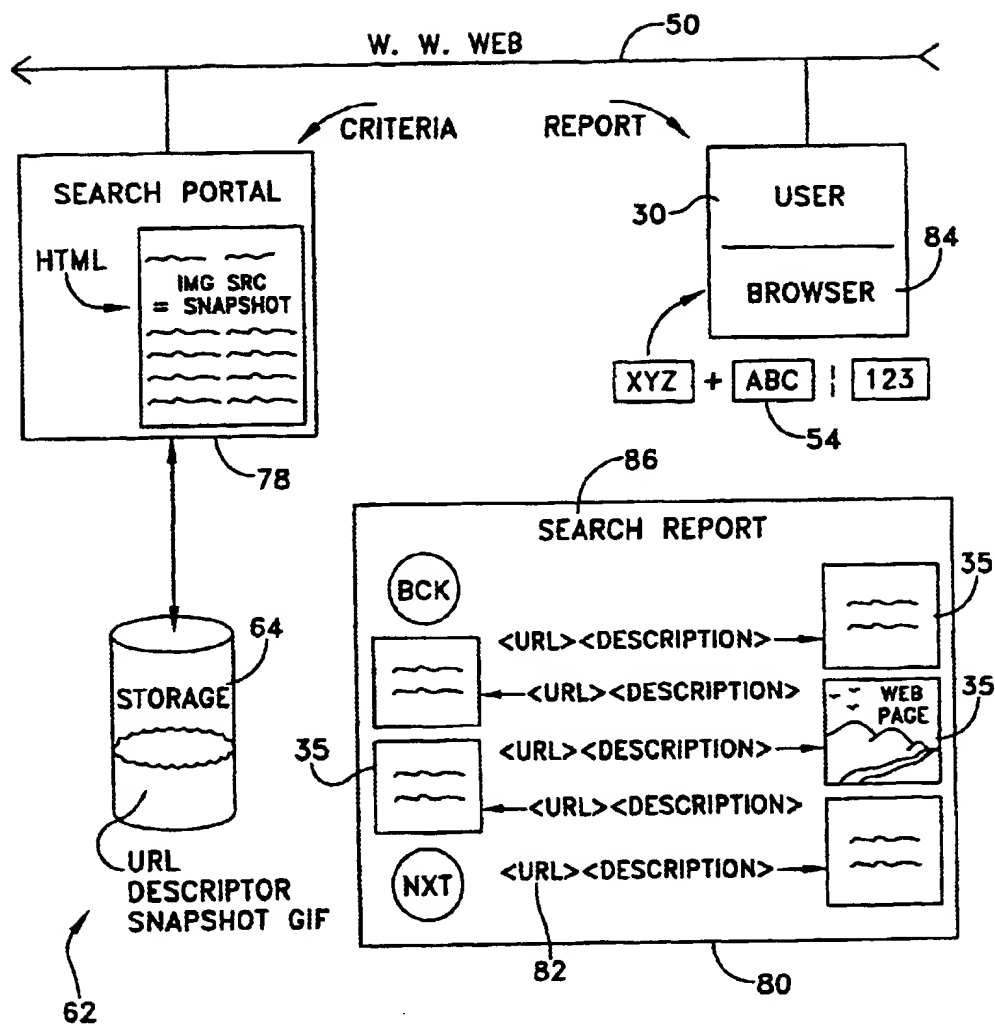 W. W. WEB
50
CRITERIA
REPORT
SEARCH PORTAL
HTML
IMG SRC
= SNAPSHOT
78
30
USER
84
BROWSER
XYZ + ABC ¦ 123
54
64
STORAGE
URL
DESCRIPTOR
SNAPSHOT GIF
62
86
SEARCH REPORT
BCK
35
<URL><DESCRIPTION>
<URL><DESCRIPTION>
WEB
PAGE
35
35
<URL><DESCRIPTION>
<URL><DESCRIPTION>
NXT
<URL><DESCRIPTION>
82
80